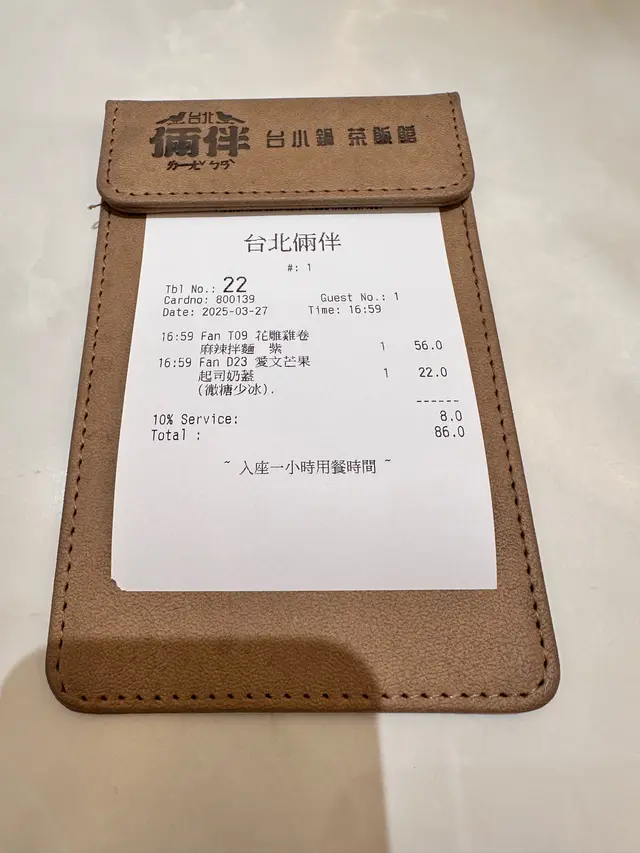 台北
倆伴 台小鍋 茶飯館
ㄌㄧㄤˇ ㄅㄢˋ
台北倆伴
#: 1
Tbl No.: 22
Cardno: 800139 Guest No.: 1
Date: 2025-03-27 Time: 16:59
16:59 Fan T09 花雕雞卷
麻辣拌麵 紫 1 56.0
16:59 Fan D23 愛文芒果
起司奶蓋 1 22.0
(微糖少冰).
------
10% Service: 8.0
Total : 86.0
~ 入座一小時用餐時間 ~